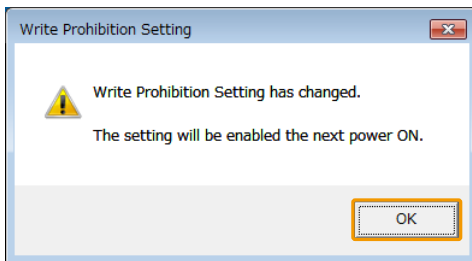 Write Prohibition Setting
Write Prohibition Setting has changed.
The setting will be enabled the next power ON.
OK